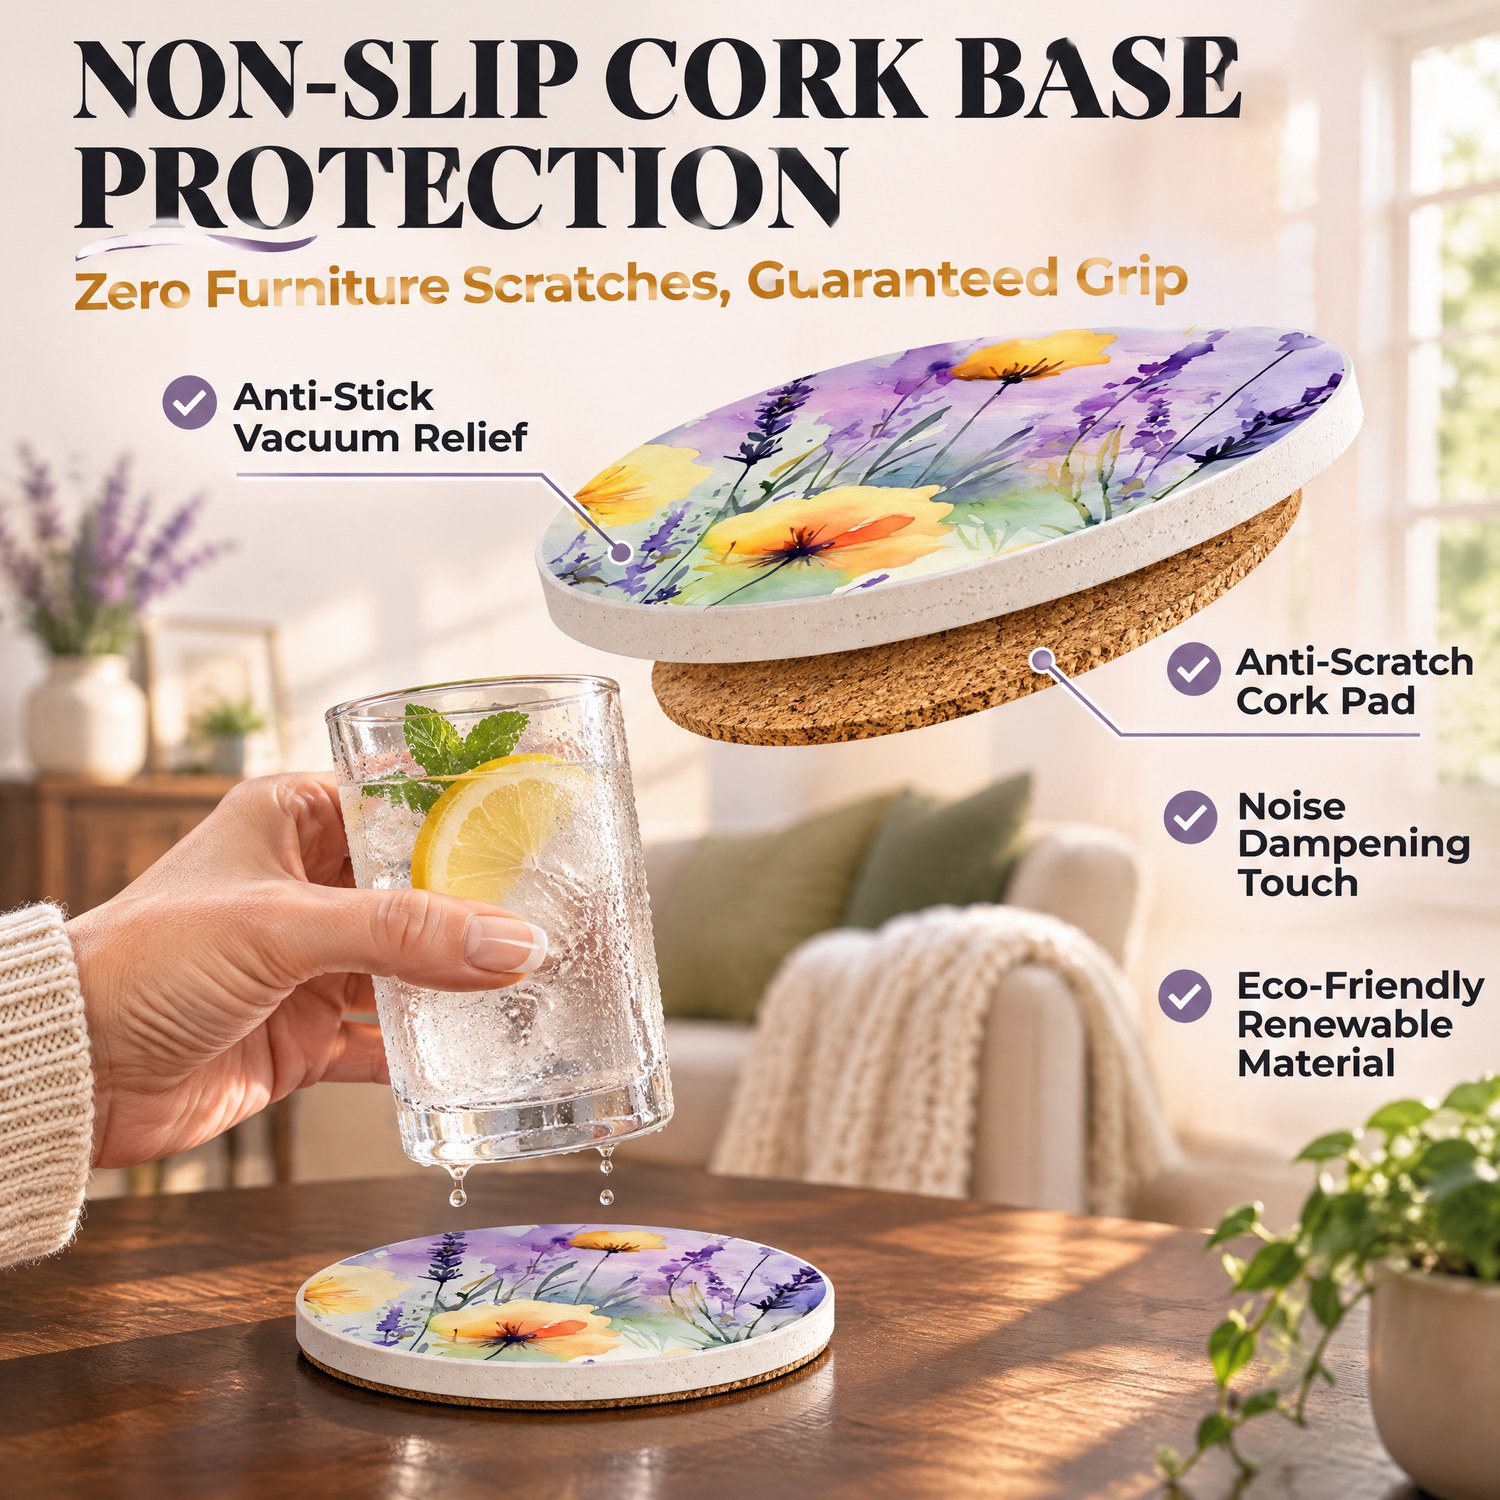 NON-SLIP CORK BASE
PROTECTION
Zero Furniture Scratches, Guaranteed Grip
Anti-Stick
Vacuum Relief
Anti-Scratch
Cork Pad
Noise
Dampening
Touch
Eco-Friendly
Renewable
Material